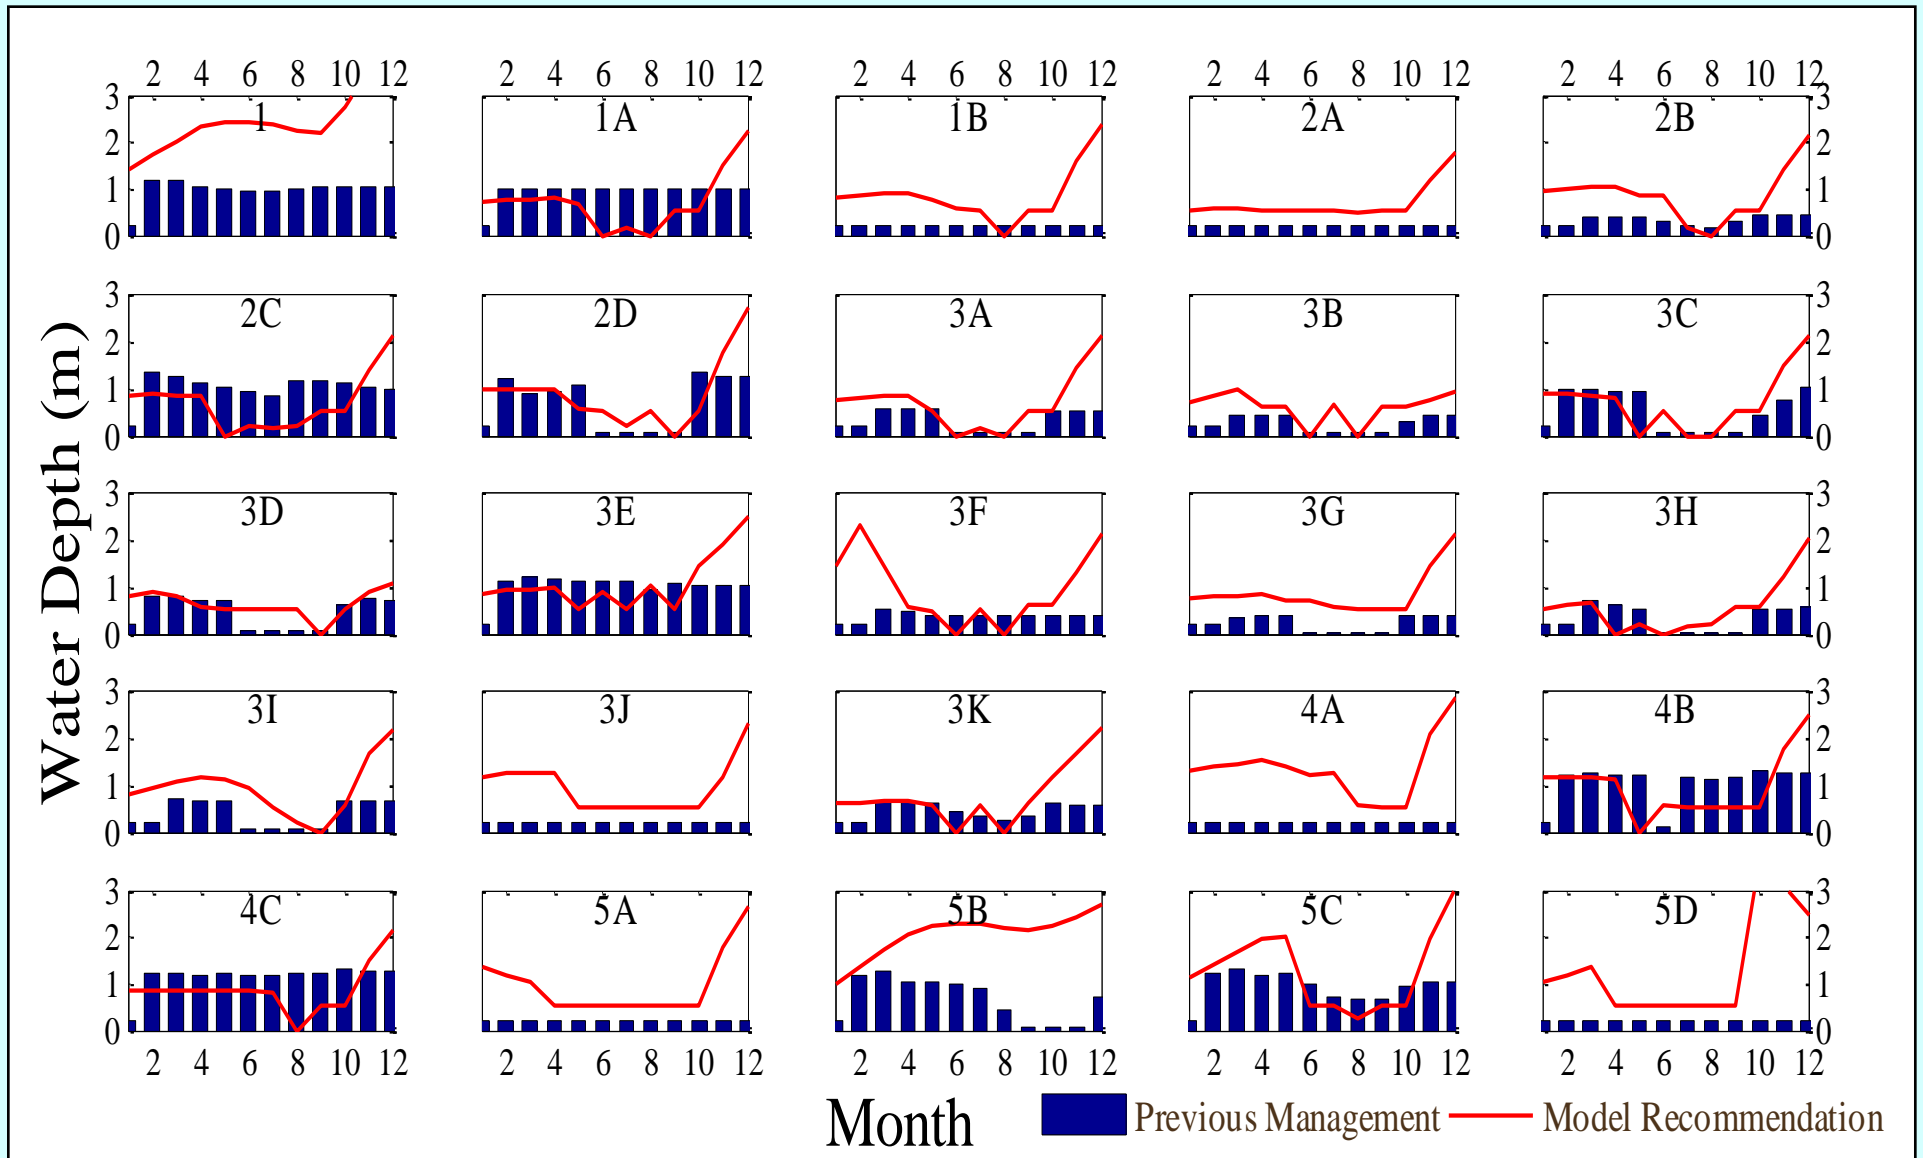 2 4 6 8 10 12 2 4 6 8 10 12 2 4 6 8 10 12 2 4 6 8 10 12 2 4 6 8 10 12
3 1 1A 1B 2A 2B 3
2 2
1 1
0 0
3 2C 2D 3A 3B 3C 3
2 2
1 1
0 0
3 3D 3E 3F 3G 3H 3
2 2
1 1
0 0
3 3I 3J 3K 4A 4B 3
2 2
1 1
0 0
3 4C 5A 5B 5C 5D 3
2 2
1 1
0 0
2 4 6 8 10 12 2 4 6 8 10 12 2 4 6 8 10 12 2 4 6 8 10 12 2 4 6 8 10 12
Water Depth (m)
Month
Previous Management
Model Recommendation